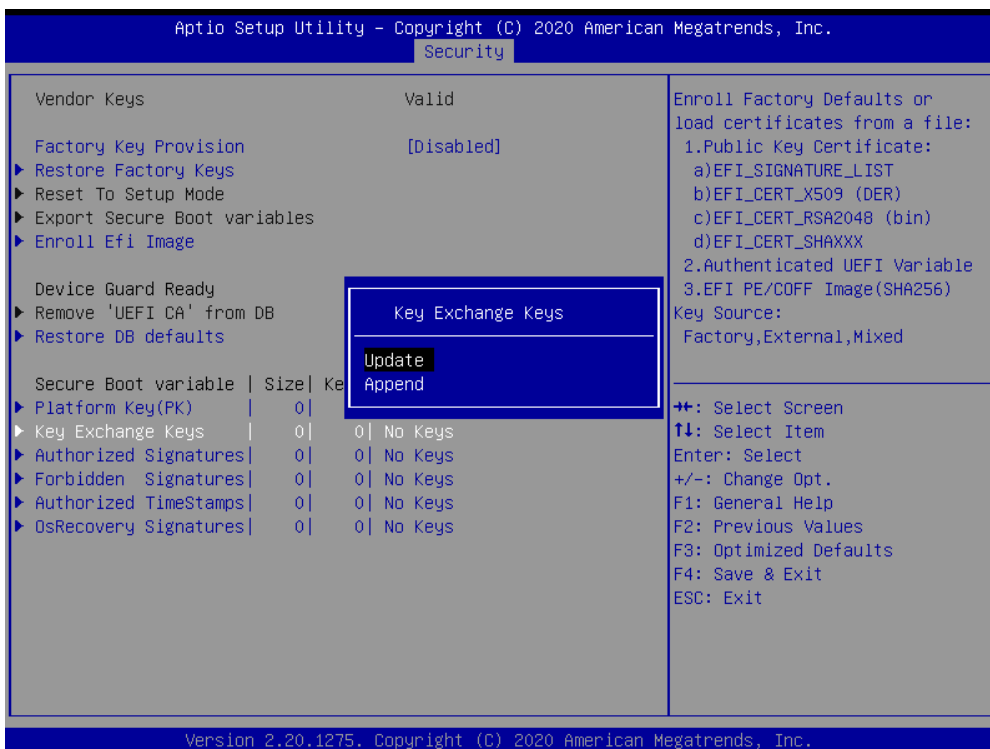 Aptio Setup Utility – Copyright (C) 2020 American Megatrends, Inc.
Security
Vendor Keys Valid
Factory Key Provision [Disabled]
▶ Restore Factory Keys
▶ Reset To Setup Mode
▶ Export Secure Boot variables
▶ Enroll Efi Image
Device Guard Ready
▶ Remove 'UEFI CA' from DB
▶ Restore DB defaults
Secure Boot variable | Size| Ke
▶ Platform Key(PK) | 0|
▶ Key Exchange Keys | 0| 0| No Keys
▶ Authorized Signatures| 0| 0| No Keys
▶ Forbidden Signatures| 0| 0| No Keys
▶ Authorized TimeStamps| 0| 0| No Keys
▶ OsRecovery Signatures| 0| 0| No Keys
Key Exchange Keys
Update
Append
Enroll Factory Defaults or
load certificates from a file:
1.Public Key Certificate:
a)EFI_SIGNATURE_LIST
b)EFI_CERT_X509 (DER)
c)EFI_CERT_RSA2048 (bin)
d)EFI_CERT_SHAXXX
2.Authenticated UEFI Variable
3.EFI PE/COFF Image(SHA256)
Key Source:
Factory,External,Mixed
→←: Select Screen
↑↓: Select Item
Enter: Select
+/-: Change Opt.
F1: General Help
F2: Previous Values
F3: Optimized Defaults
F4: Save & Exit
ESC: Exit
Version 2.20.1275. Copyright (C) 2020 American Megatrends, Inc.